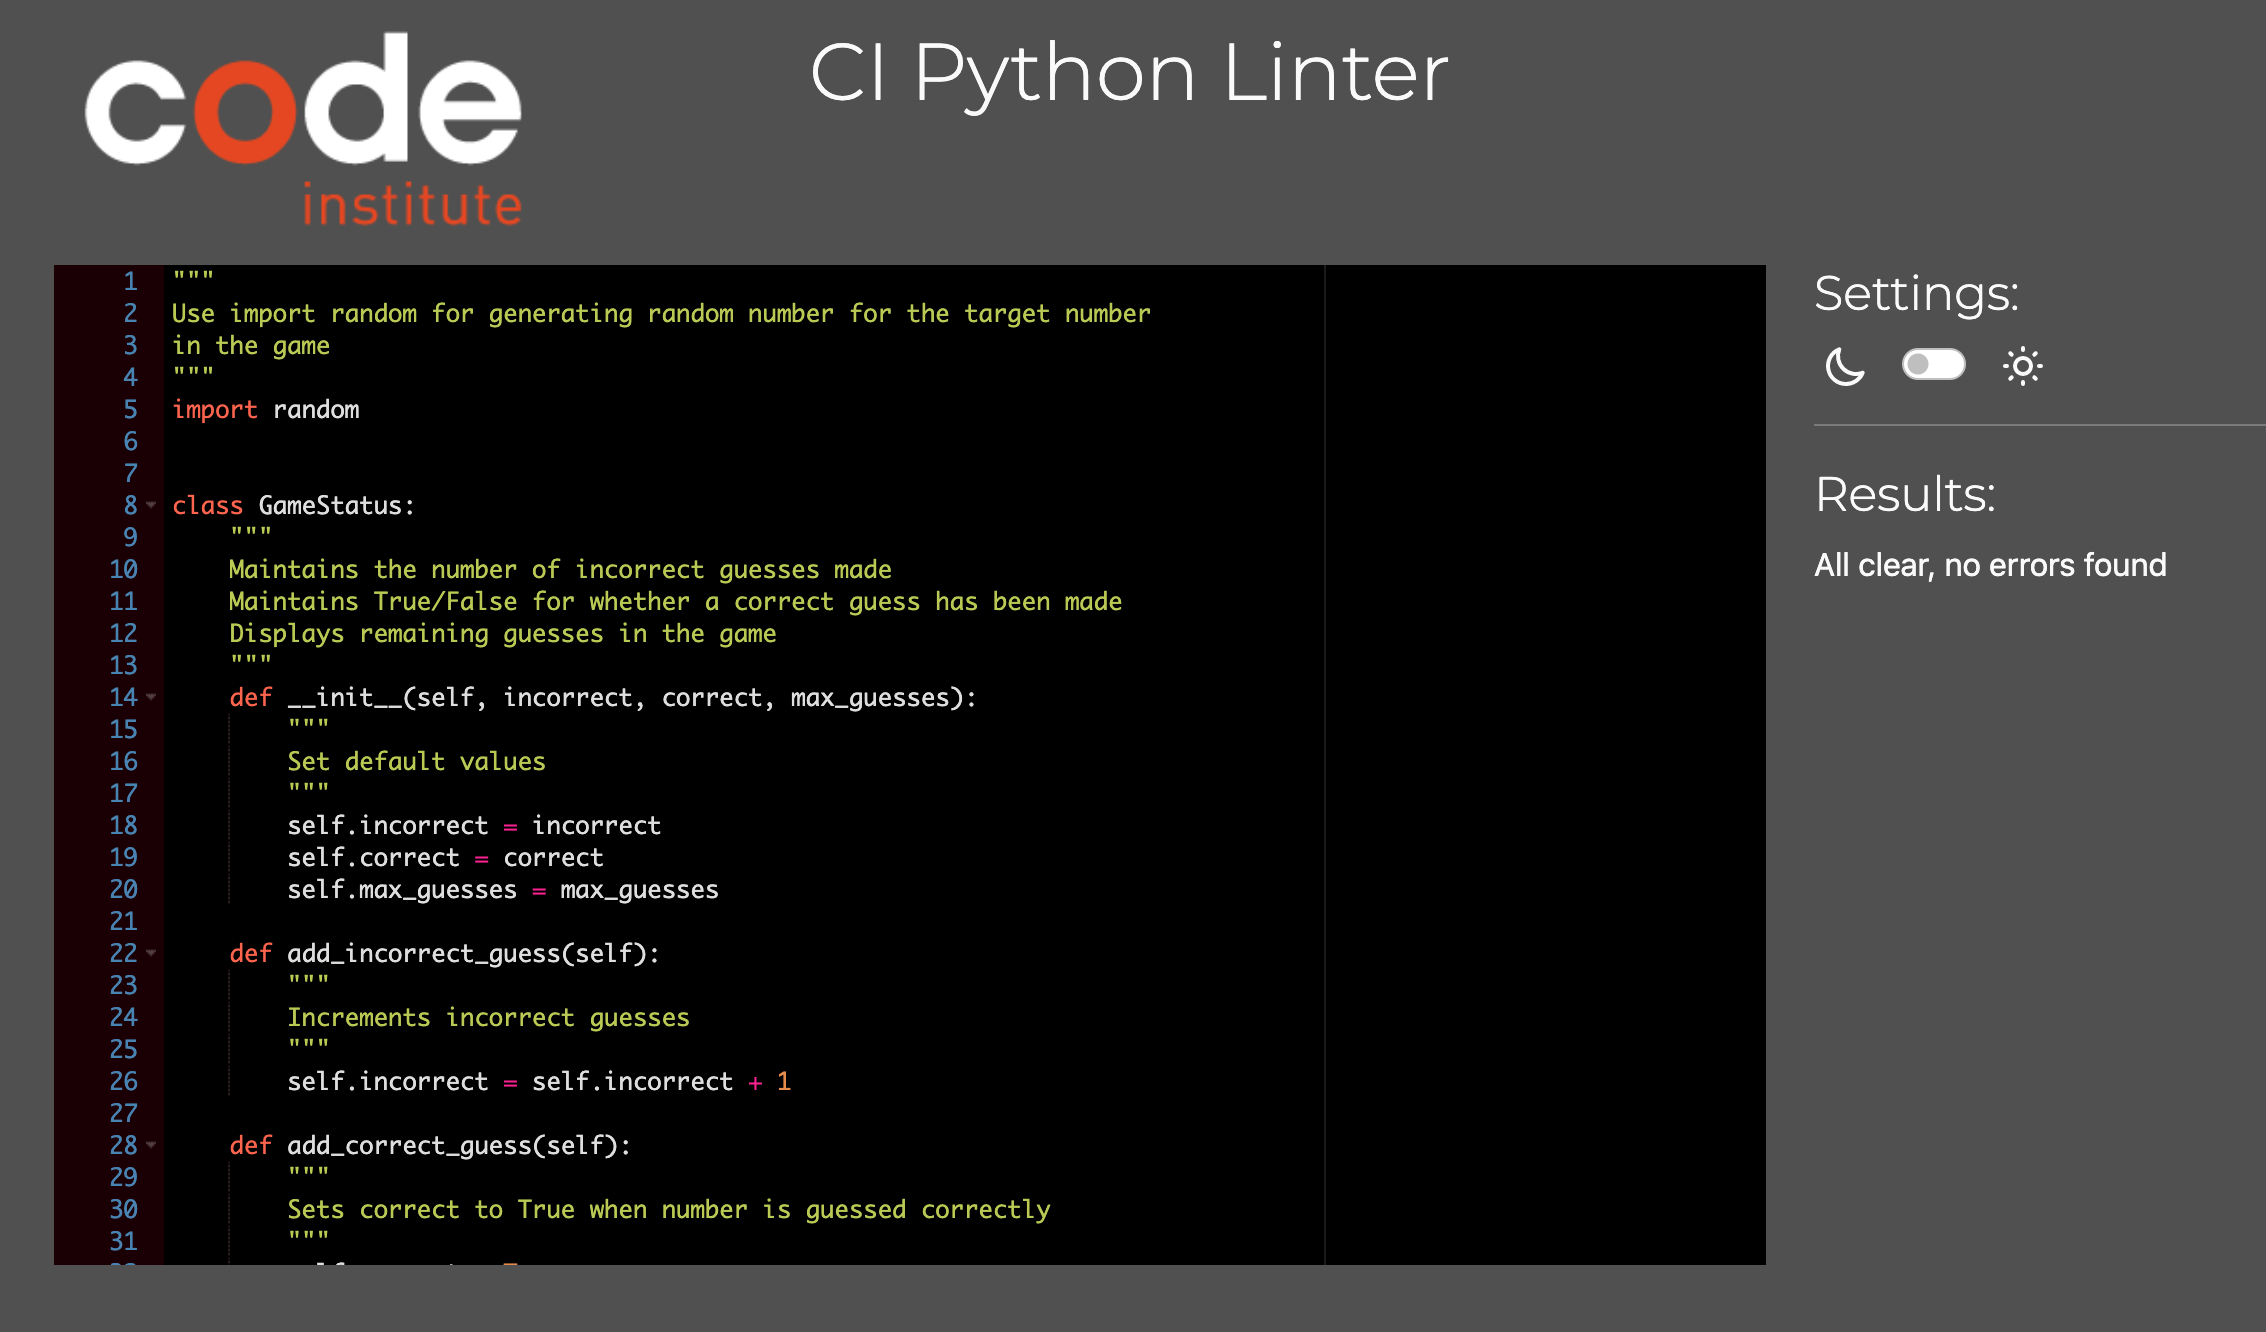 code
institute
CI Python Linter
1 """
2 Use import random for generating random number for the target number
3 in the game
4 """
5 import random
6
7
8 class GameStatus:
9     """
10     Maintains the number of incorrect guesses made
11     Maintains True/False for whether a correct guess has been made
12     Displays remaining guesses in the game
13     """
14     def __init__(self, incorrect, correct, max_guesses):
15         """
16         Set default values
17         """
18         self.incorrect = incorrect
19         self.correct = correct
20         self.max_guesses = max_guesses
21
22     def add_incorrect_guess(self):
23         """
24         Increments incorrect guesses
25         """
26         self.incorrect = self.incorrect + 1
27
28     def add_correct_guess(self):
29         """
30         Sets correct to True when number is guessed correctly
31         """
Settings:
Results:
All clear, no errors found